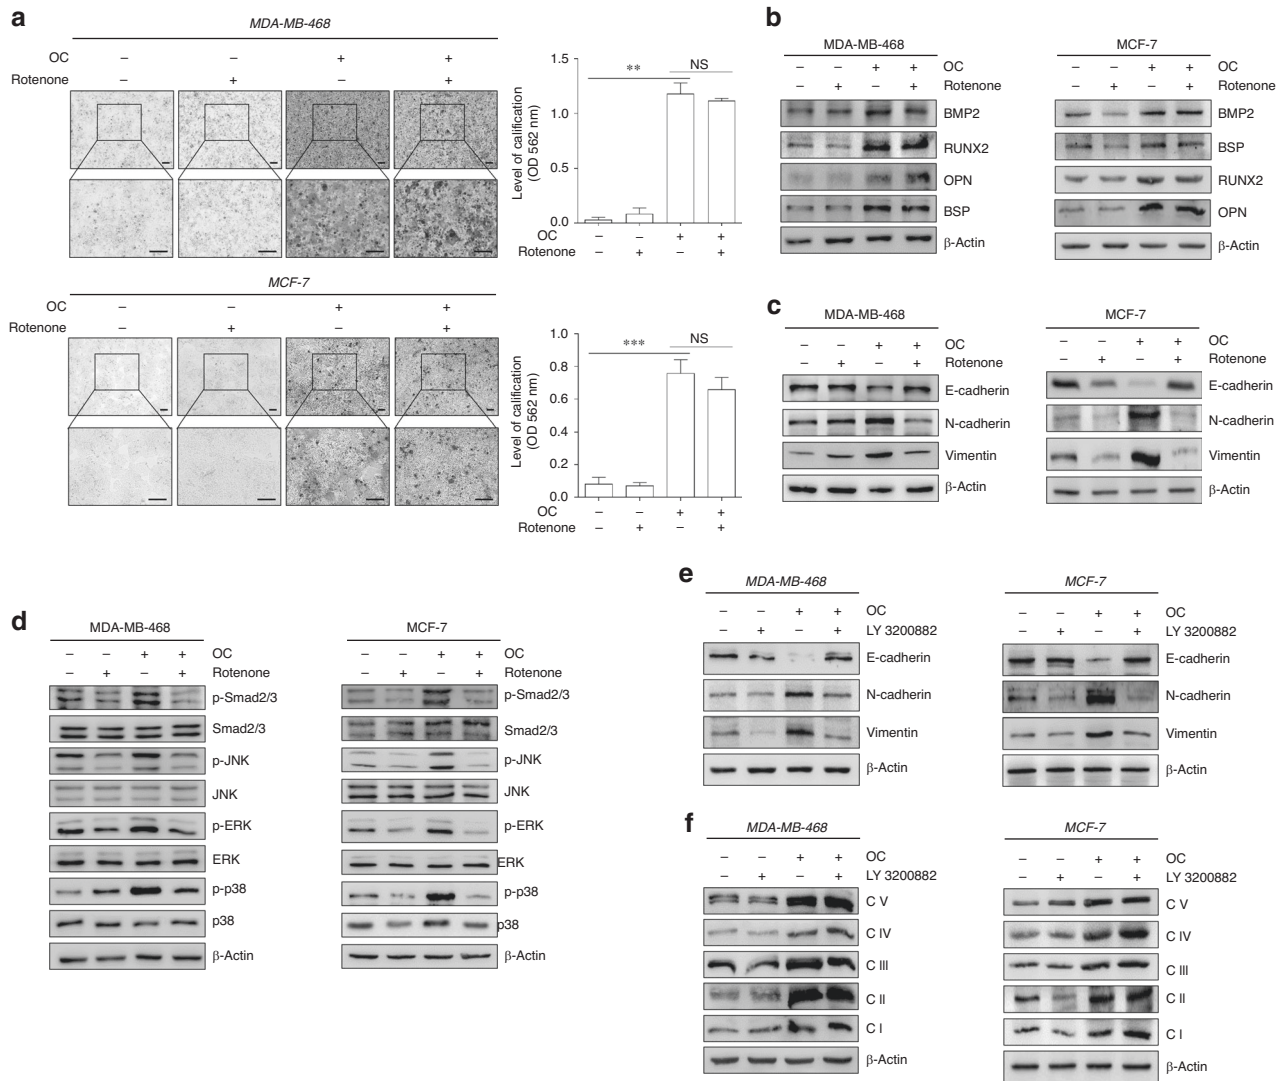 a
MDA-MB-468
OC – – + +
Rotenone – + – +
Level of calification
(OD 562 nm)
1.5
1.0
0.5
0.0
** NS
OC – – + +
Rotenone – + – +
MCF-7
OC – – + +
Rotenone – + – +
Level of calification
(OD 562 nm)
1.0
0.8
0.6
0.4
0.2
0.0
*** NS
OC – – + +
Rotenone – + – +
b
MDA-MB-468
– – + + OC
– + – + Rotenone
BMP2
RUNX2
OPN
BSP
β-Actin
MCF-7
– – + + OC
– + – + Rotenone
BMP2
BSP
RUNX2
OPN
β-Actin
c
MDA-MB-468
– – + + OC
– + – + Rotenone
E-cadherin
N-cadherin
Vimentin
β-Actin
MCF-7
– – + + OC
– + – + Rotenone
E-cadherin
N-cadherin
Vimentin
β-Actin
d
MDA-MB-468
– – + + OC
– + – + Rotenone
p-Smad2/3
Smad2/3
p-JNK
JNK
p-ERK
ERK
p-p38
p38
β-Actin
MCF-7
– – + + OC
– + – + Rotenone
p-Smad2/3
Smad2/3
p-JNK
JNK
p-ERK
ERK
p-p38
p38
β-Actin
e
MDA-MB-468
– – + + OC
– + – + LY 3200882
E-cadherin
N-cadherin
Vimentin
β-Actin
MCF-7
– – + + OC
– + – + LY 3200882
E-cadherin
N-cadherin
Vimentin
β-Actin
f
MDA-MB-468
– – + + OC
– + – + LY 3200882
C V
C IV
C III
C II
C I
β-Actin
MCF-7
– – + + OC
– + – + LY 3200882
C V
C IV
C III
C II
C I
β-Actin